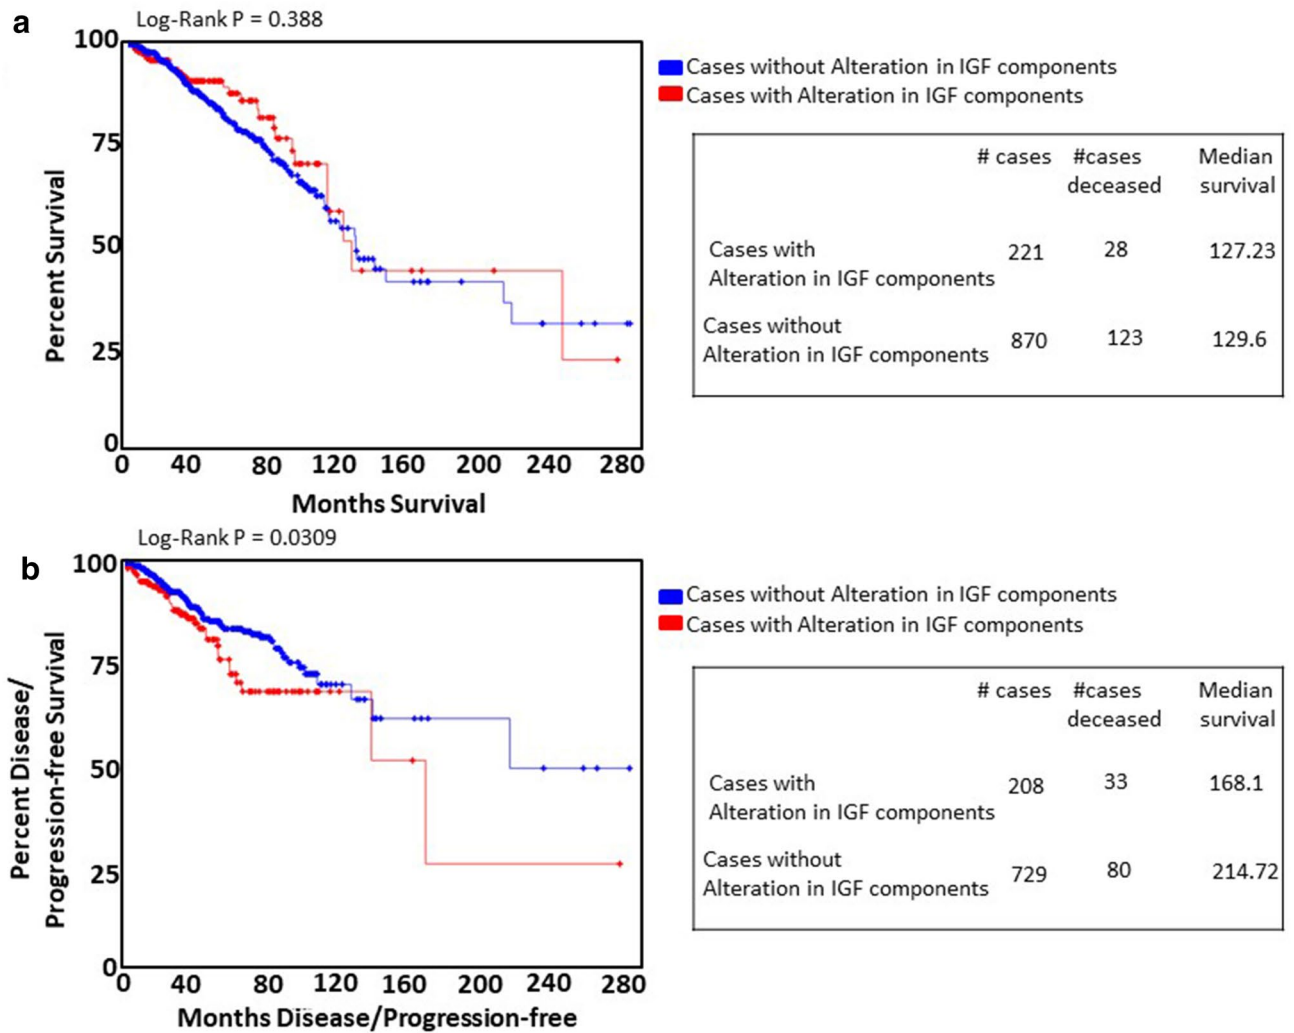 a
Log-Rank P = 0.388
100
75
50
25
0
Percent Survival
0 40 80 120 160 200 240 280
Months Survival
Cases without Alteration in IGF components
Cases with Alteration in IGF components
# cases #cases Median
deceased survival
Cases with
221 28 127.23
Alteration in IGF components
Cases without
870 123 129.6
Alteration in IGF components
b
Log-Rank P = 0.0309
100
75
50
25
0
Percent Disease/
Progression-free Survival
0 40 80 120 160 200 240 280
Months Disease/Progression-free
Cases without Alteration in IGF components
Cases with Alteration in IGF components
# cases #cases Median
deceased survival
Cases with
208 33 168.1
Alteration in IGF components
Cases without
729 80 214.72
Alteration in IGF components